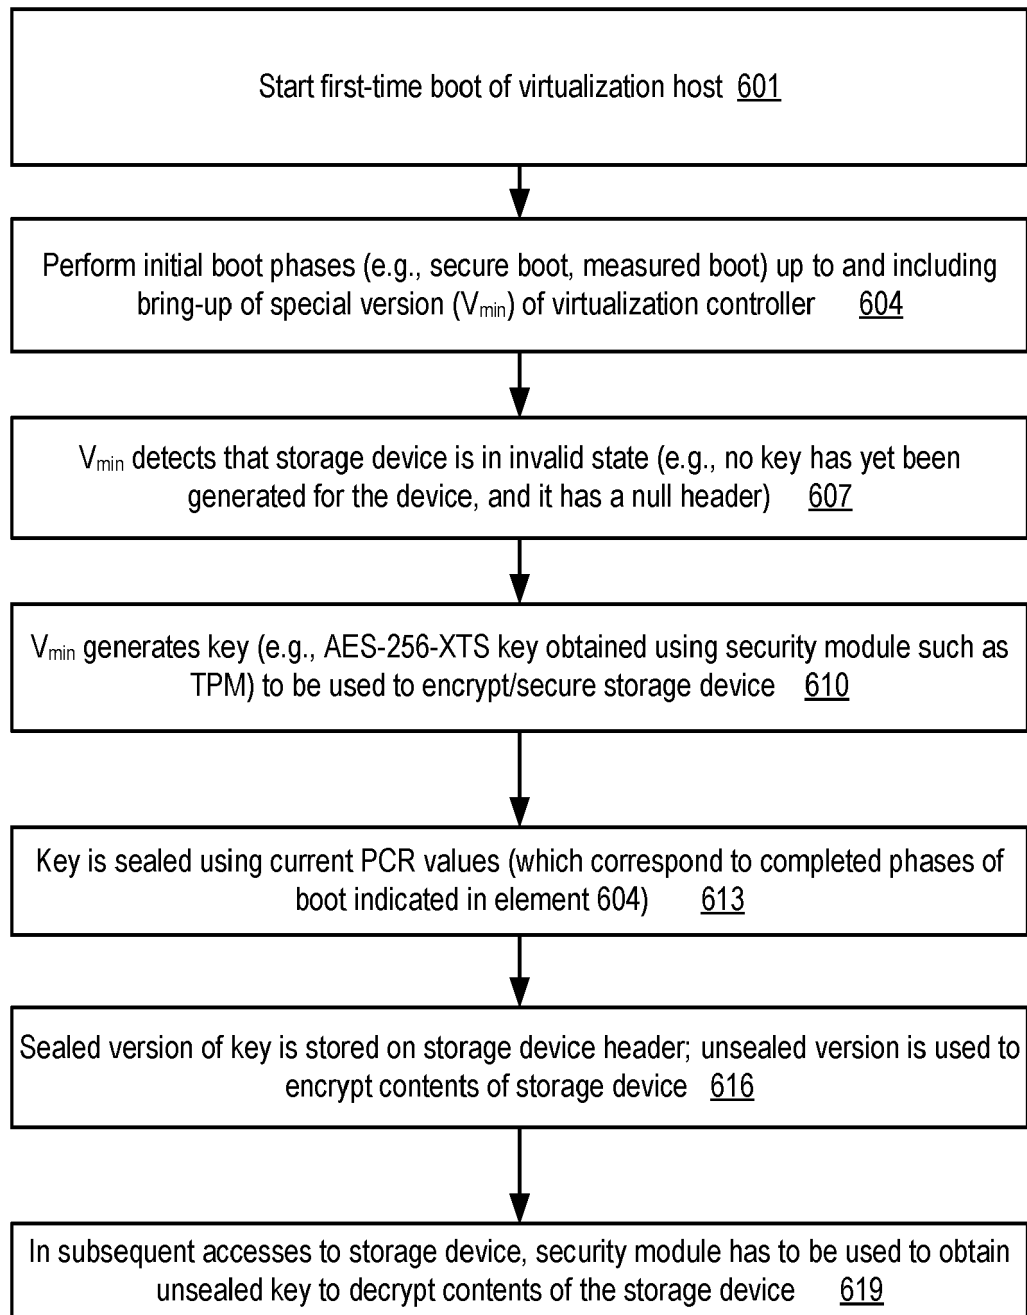 Start first-time boot of virtualization host 601
Perform initial boot phases (e.g., secure boot, measured boot) up to and including
bring-up of special version (Vmin) of virtualization controller 604
Vmin detects that storage device is in invalid state (e.g., no key has yet been
generated for the device, and it has a null header) 607
Vmin generates key (e.g., AES-256-XTS key obtained using security module such as
TPM) to be used to encrypt/secure storage device 610
Key is sealed using current PCR values (which correspond to completed phases of
boot indicated in element 604) 613
Sealed version of key is stored on storage device header; unsealed version is used to
encrypt contents of storage device 616
In subsequent accesses to storage device, security module has to be used to obtain
unsealed key to decrypt contents of the storage device 619